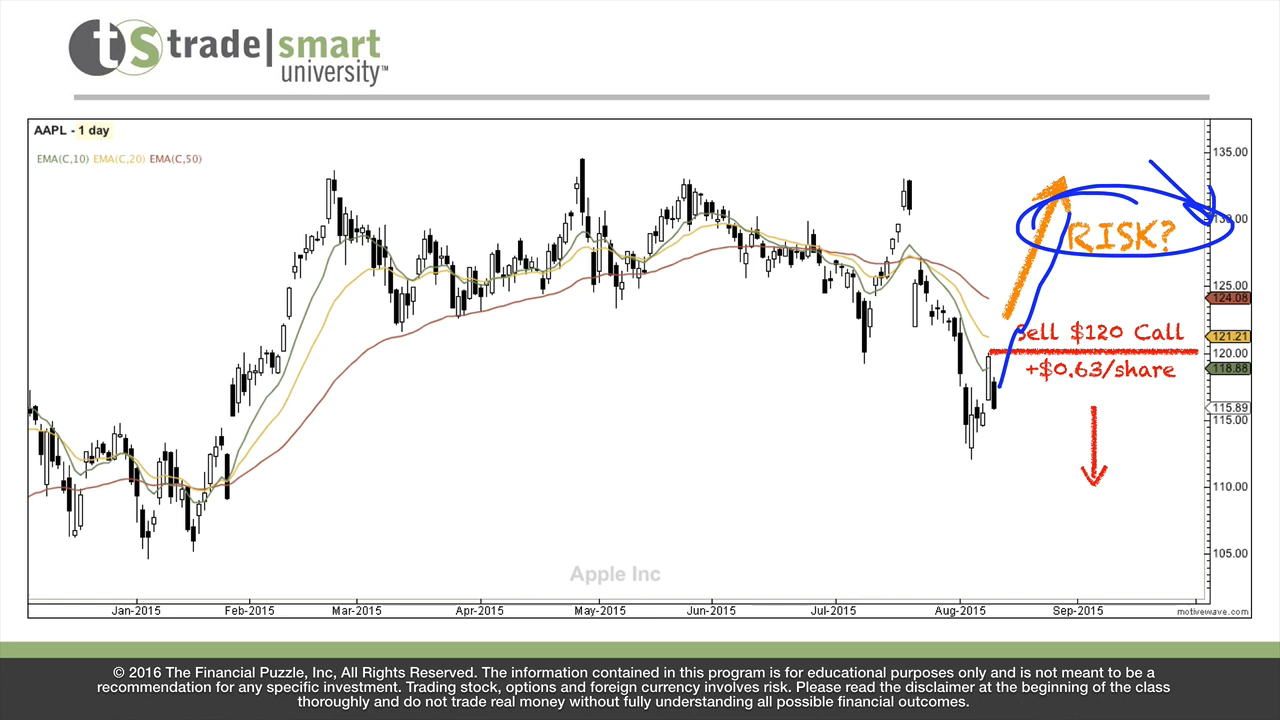 ts trade|smart
university™
AAPL - 1 day
EMA(C,10) EMA(C,20) EMA(C,50)
135.00
130.00
RISK?
125.00
124.08
Sell $120 Call
121.21
120.00
+$0.63/share
118.88
115.89
115.00
110.00
105.00
Apple Inc
Jan-2015 Feb-2015 Mar-2015 Apr-2015 May-2015 Jun-2015 Jul-2015 Aug-2015 Sep-2015
motivewave.com
© 2016 The Financial Puzzle, Inc, All Rights Reserved. The information contained in this program is for educational purposes only and is not meant to be a
recommendation for any specific investment. Trading stock, options and foreign currency involves risk. Please read the disclaimer at the beginning of the class
thoroughly and do not trade real money without fully understanding all possible financial outcomes.